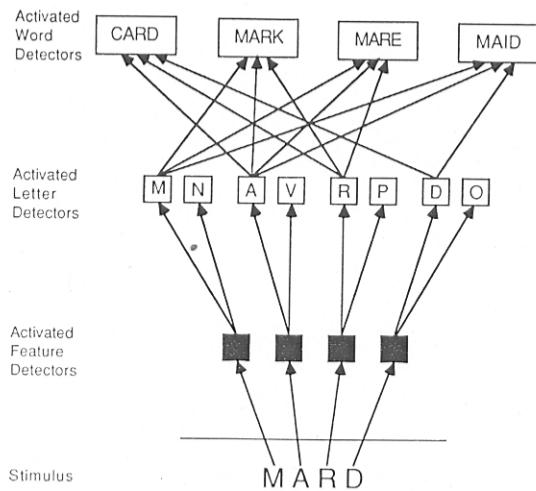 Activated
Word
Detectors
CARD MARK MARE MAID
Activated
Letter
Detectors
M N A V R P D O
Activated
Feature
Detectors
Stimulus
MARD